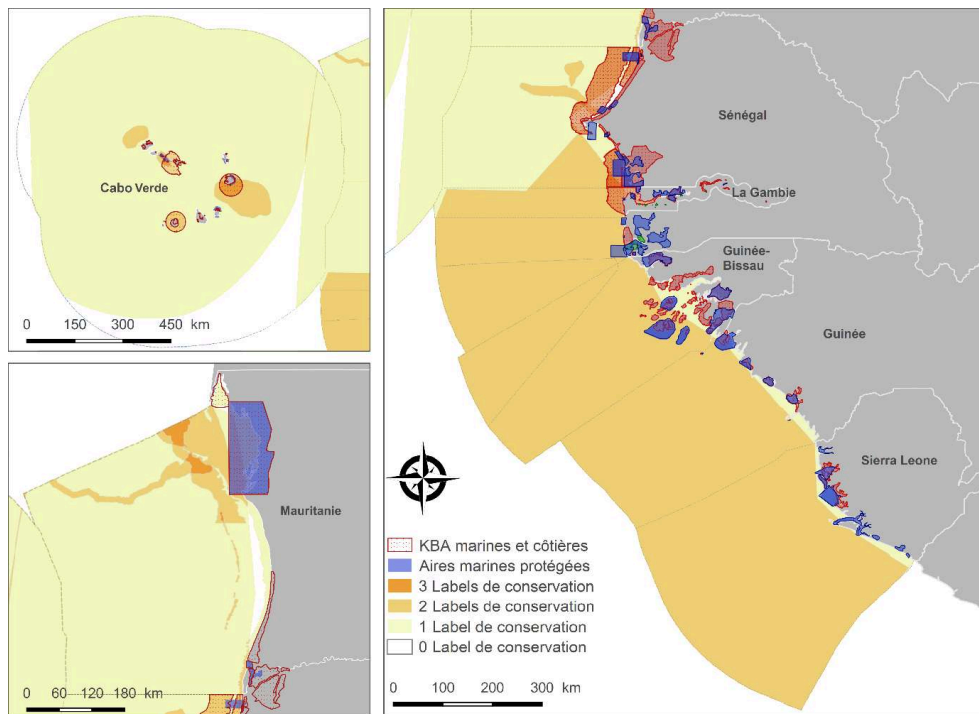 Cabo Verde
0 150 300 450 km
Mauritanie
0 60 120 180 km
Sénégal
La Gambie
Guinée-
Bissau
Guinée
Sierra Leone
KBA marines et côtières
Aires marines protégées
3 Labels de conservation
2 Labels de conservation
1 Label de conservation
0 Label de conservation
0 100 200 300 km